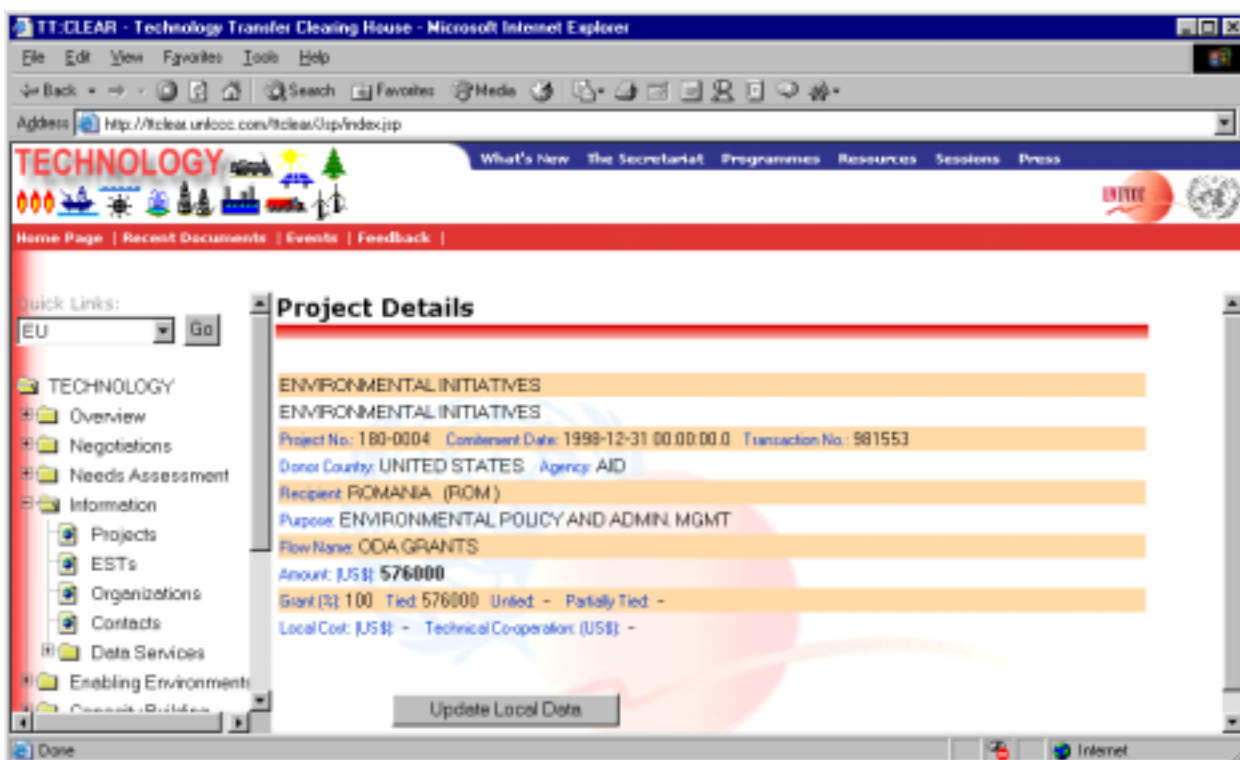 TT:CLEAR - Technology Transfer Clearing House - Microsoft Internet Explorer
File Edit View Favorites Tools Help
Back Search Favorites Media
Address http://ttclear.unfccc.com/ttclear/Jsp/index.jsp
TECHNOLOGY
What's New The Secretariat Programmes Resources Sessions Press
Home Page | Recent Documents | Events | Feedback |
Quick Links:
EU Go
Project Details
TECHNOLOGY
Overview
Negotiations
Needs Assessment
Information
Projects
ESTs
Organizations
Contacts
Data Services
Enabling Environments
Capacity Building
ENVIRONMENTAL INITIATIVES
ENVIRONMENTAL INITIATIVES
Project No.: 180-0004 Comitement Date: 1998-12-31 00:00:00.0 Transaction No.: 981553
Donor Country: UNITED STATES Agency: AID
Recipient: ROMANIA (ROM)
Purpose: ENVIRONMENTAL POLICY AND ADMIN. MGMT
Flow Name: ODA GRANTS
Amount: (US$): 576000
Grant (%): 100 Tied: 576000 Untied: - Partially Tied: -
Local Cost: (US$): - Technical Co-operation: (US$): -
Update Local Data
Done
Internet